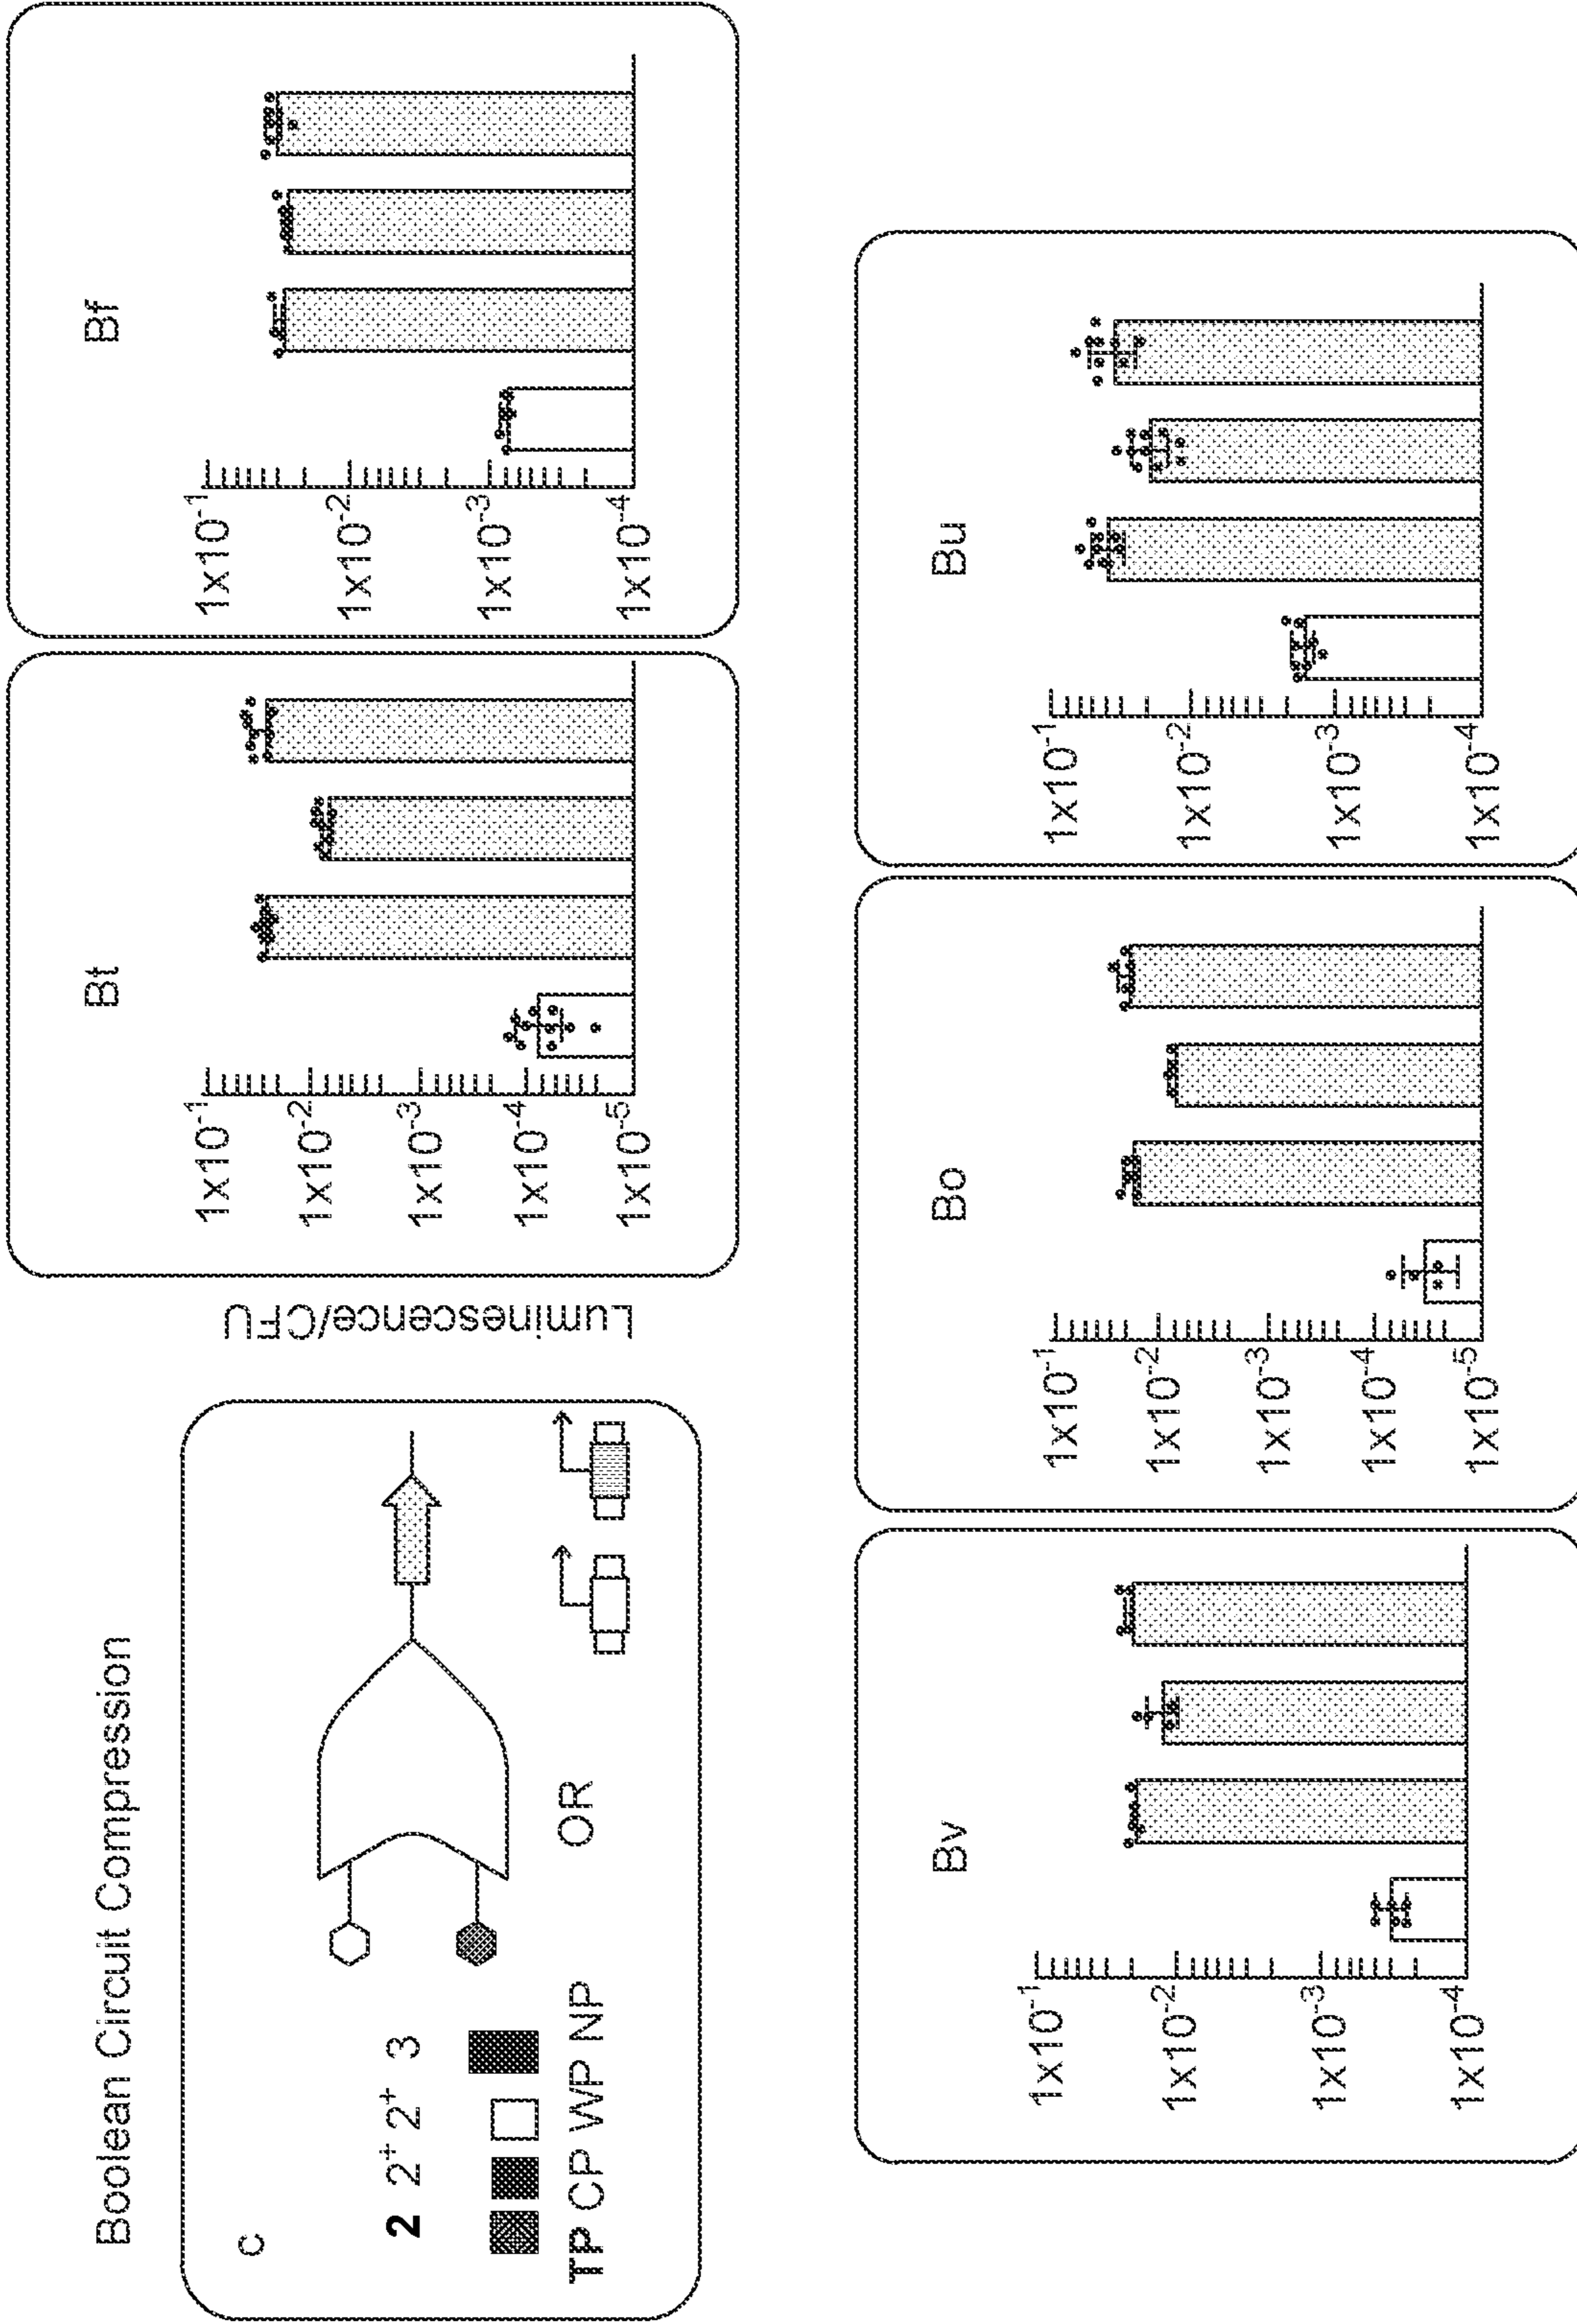 Boolean Circuit Compression
c
2 2⁺ 2⁺ 3
TP CP WP NP
OR
Luminescence/CFU
Bt
1x10⁻¹
1x10⁻²
1x10⁻³
1x10⁻⁴
1x10⁻⁵
Bf
1x10⁻¹
1x10⁻²
1x10⁻³
1x10⁻⁴
Bv
1x10⁻¹
1x10⁻²
1x10⁻³
1x10⁻⁴
Bo
1x10⁻¹
1x10⁻²
1x10⁻³
1x10⁻⁴
1x10⁻⁵
Bu
1x10⁻¹
1x10⁻²
1x10⁻³
1x10⁻⁴